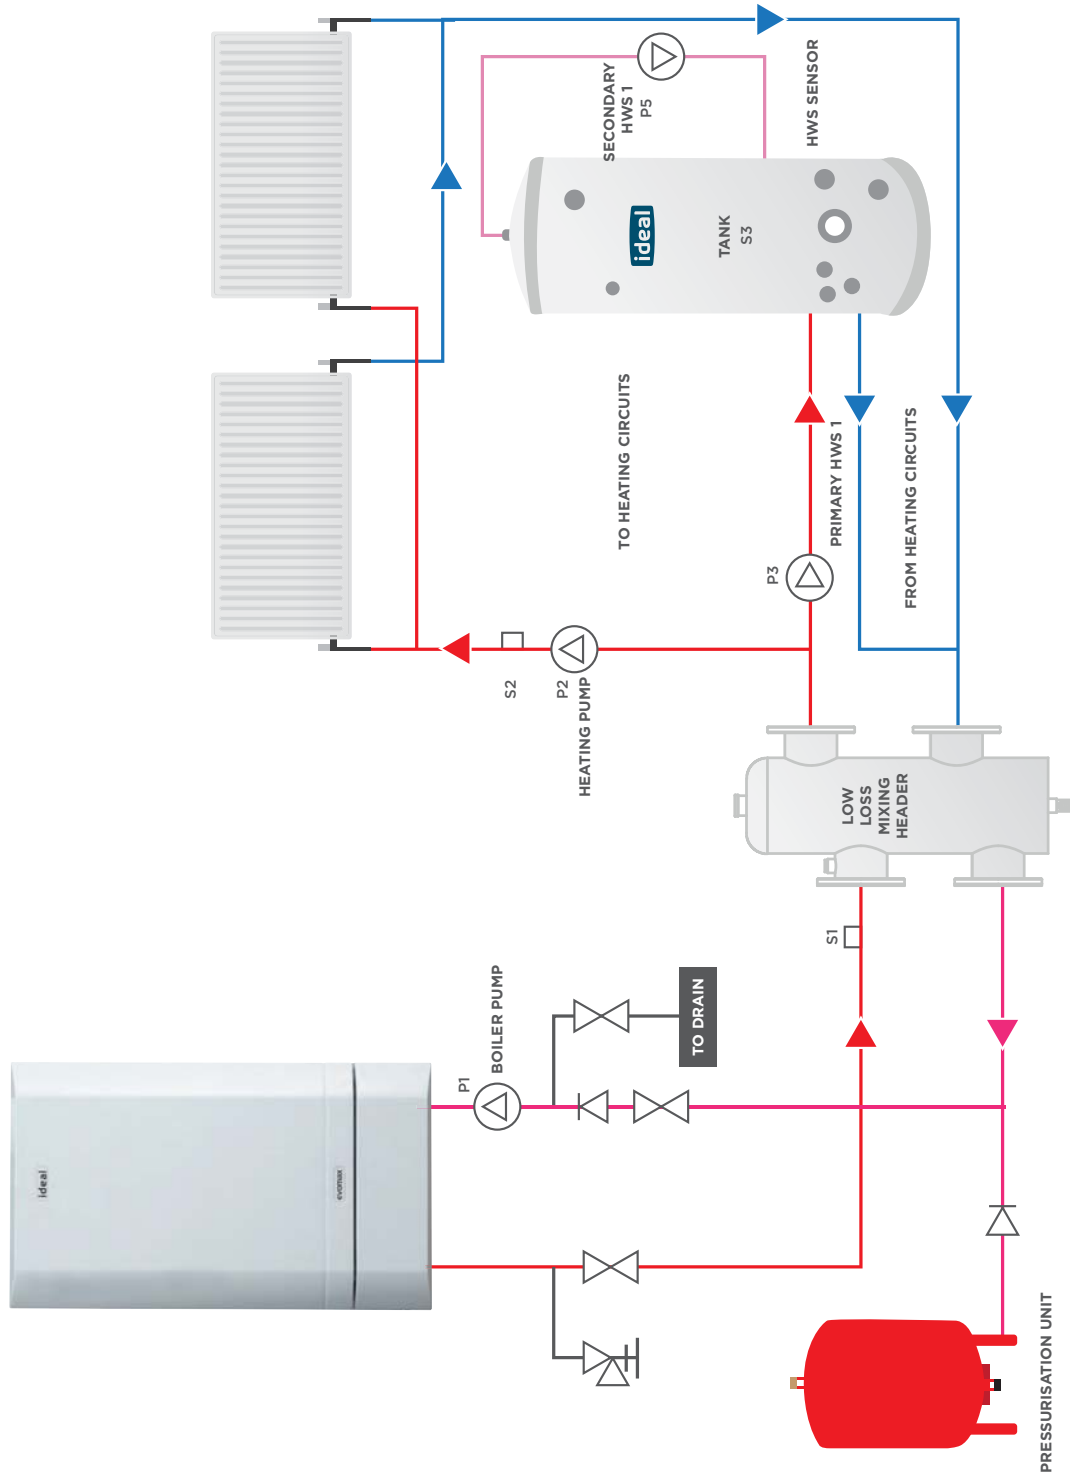 ideal
evomax
P1
BOILER PUMP
TO DRAIN
PRESSURISATION UNIT
S1
LOW
LOSS
MIXING
HEADER
S2
P2
HEATING PUMP
P3
PRIMARY HWS 1
TO HEATING CIRCUITS
FROM HEATING CIRCUITS
SECONDARY
HWS 1
P5
ideal
TANK
S3
HWS SENSOR